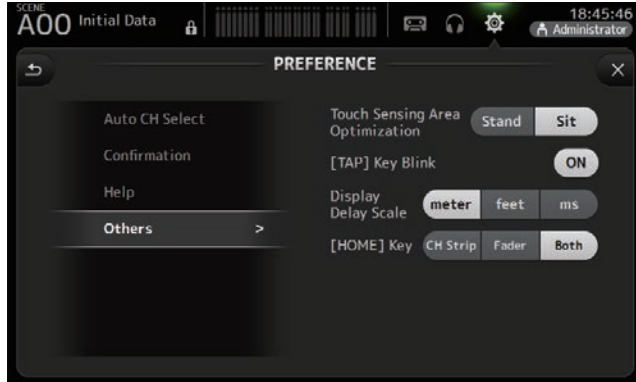 SCENE
A00 Initial Data
18:45:46
Administrator
PREFERENCE
Auto CH Select
Confirmation
Help
Others >
Touch Sensing Area
Optimization
Stand Sit
[TAP] Key Blink ON
Display
Delay Scale
meter feet ms
[HOME] Key CH Strip Fader Both